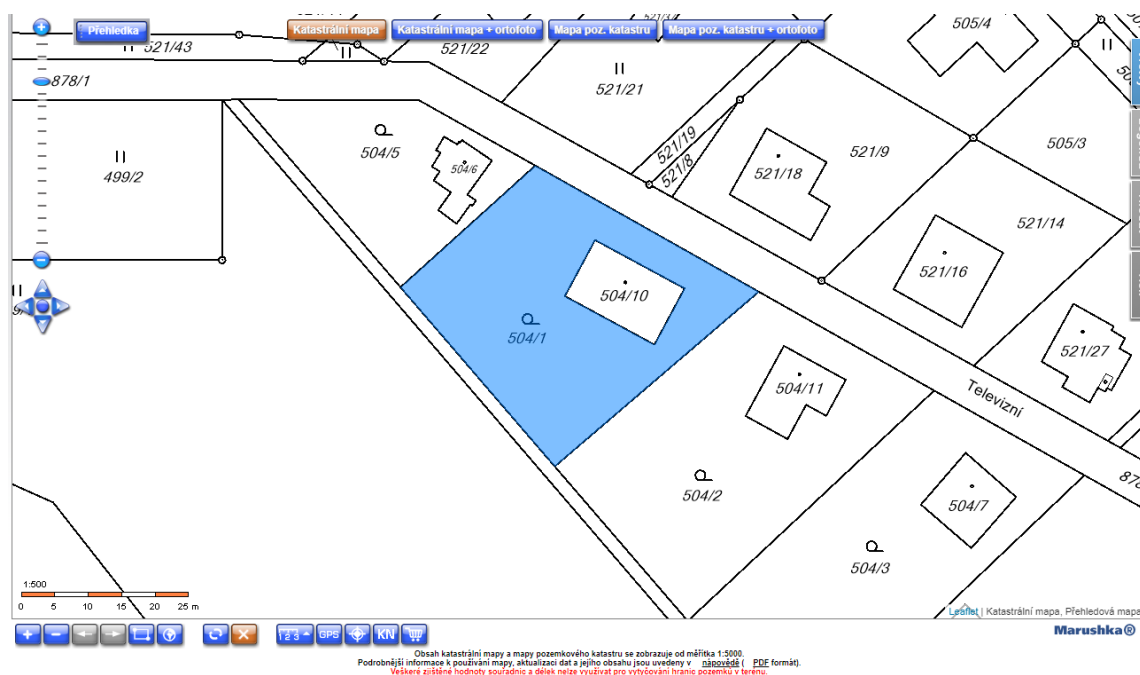 Přehledka
Katastrální mapa
Katastrální mapa + ortofoto
Mapa poz. katastru
Mapa poz. katastru + ortofoto
521/43
521/22
505/4
878/1
521/21
504/5
504/6
521/19
521/8
521/9
505/3
499/2
521/18
521/14
521/16
504/10
504/1
521/27
504/11
Televizní
504/2
504/7
504/3
1:500
0 5 10 15 20 25 m
Leaflet | Katastrální mapa, Přehledová mapa
1 2 3
GPS
KN
Marushka®
Obsah katastrální mapy a mapy pozemkového katastru se zobrazuje od měřítka 1:5000.
Podrobnější informace k používání mapy, aktualizaci dat a jejího obsahu jsou uvedeny v nápovědě ( PDF formát).
Veškeré zjištěné hodnoty souřadnic a délek nelze využívat pro vytyčování hranic pozemků v terénu.